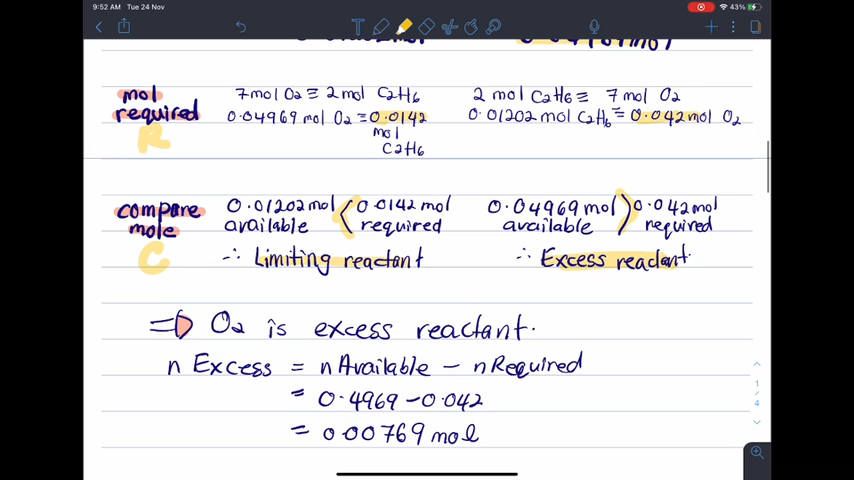 9:52 AM Tue 24 Nov
43%
mol required
R
7 mol O2 ≡ 2 mol C2H6
0.04969 mol O2 ≡ 0.0142 mol C2H6
2 mol C2H6 ≡ 7 mol O2
0.01202 mol C2H6 ≡ 0.042 mol O2
compare mole
C
0.01202 mol available < 0.0142 mol required
∴ Limiting reactant
0.04969 mol available > 0.042 mol required
∴ Excess reactant
⇒ O2 is excess reactant.
n Excess = n Available − n Required
= 0.4969 − 0.042
= 0.00769 mol
1
/
4